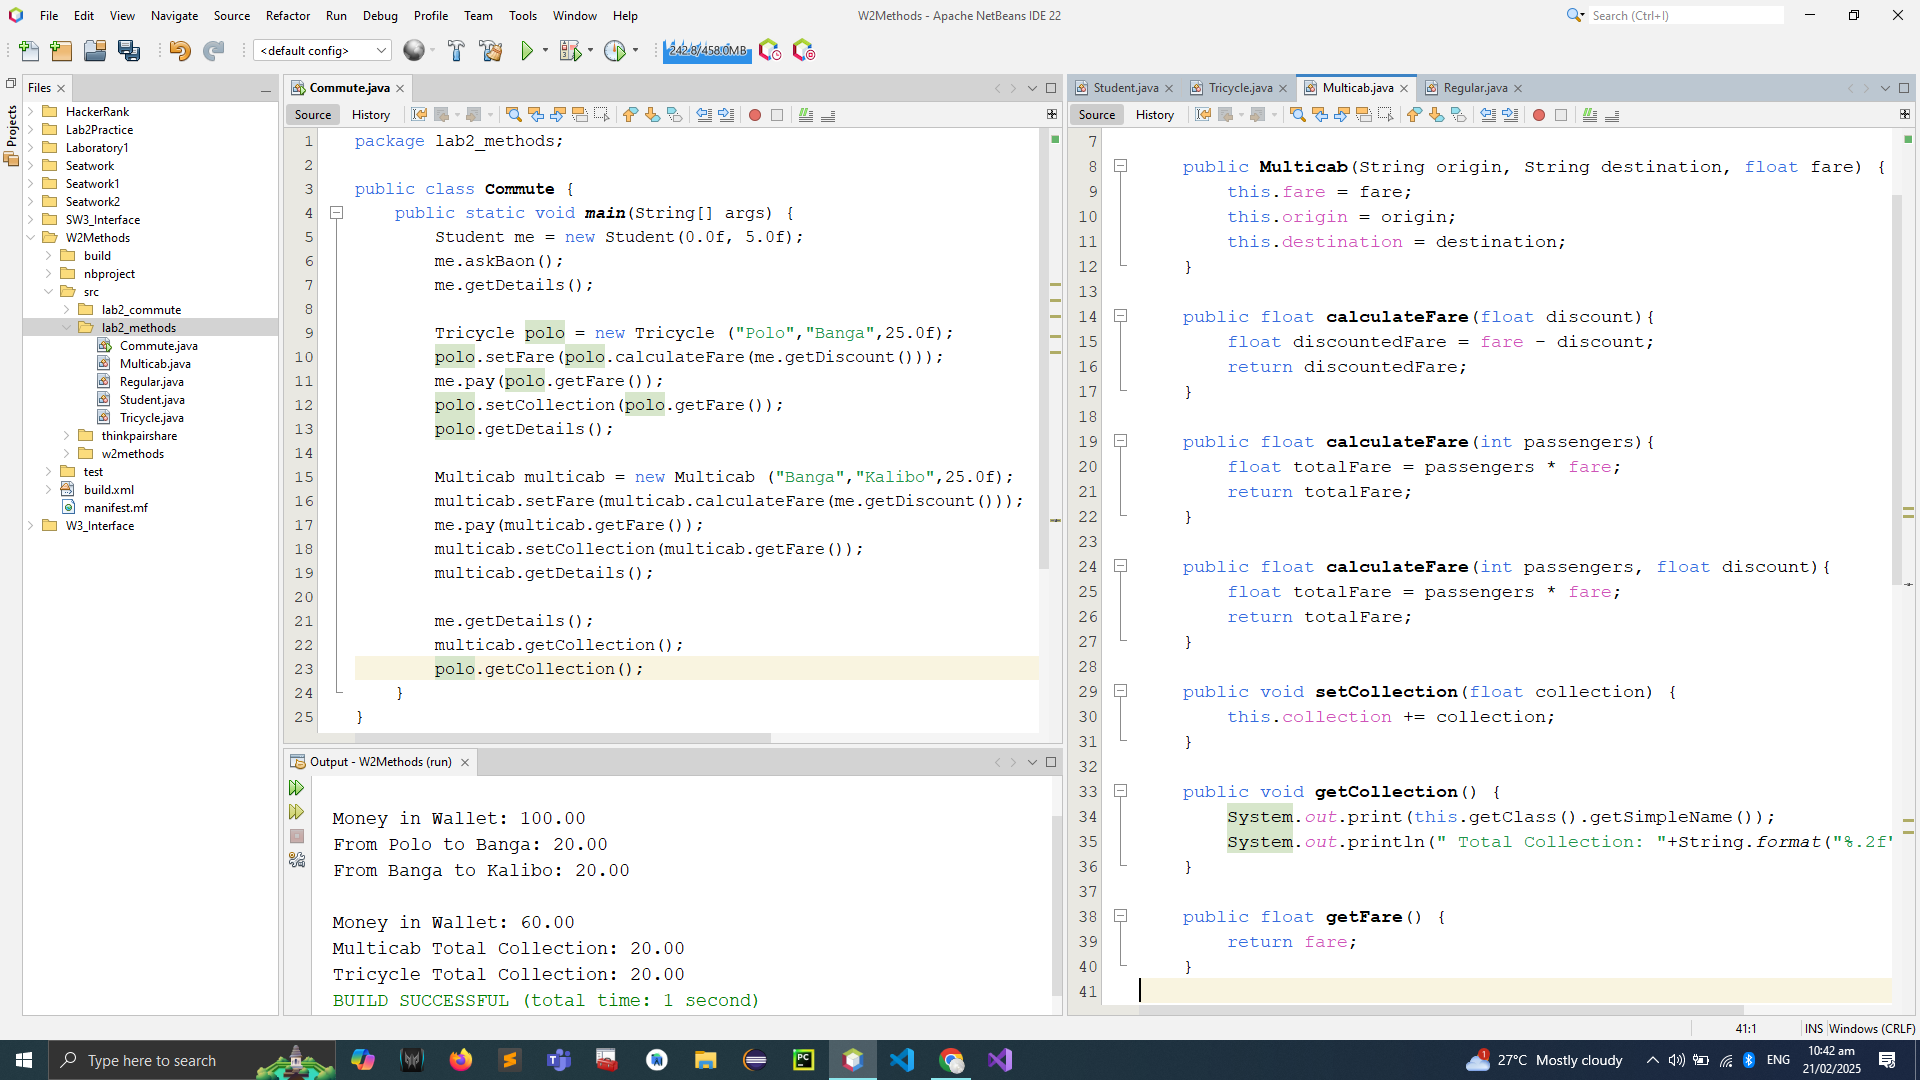 File Edit View Navigate Source Refactor Run Debug Profile Team Tools Window Help
W2Methods - Apache NetBeans IDE 22
Search (Ctrl+I)
<default config>
242.8/458.0MB
Projects
Files
HackerRank
Lab2Practice
Laboratory1
Seatwork
Seatwork1
Seatwork2
SW3_Interface
W2Methods
build
nbproject
src
lab2_commute
lab2_methods
Commute.java
Multicab.java
Regular.java
Student.java
Tricycle.java
thinkpairshare
w2methods
test
build.xml
manifest.mf
W3_Interface
Commute.java
Source History
1 package lab2_methods;
2
3 public class Commute {
4 public static void main(String[] args) {
5 Student me = new Student(0.0f, 5.0f);
6 me.askBaon();
7 me.getDetails();
8
9 Tricycle polo = new Tricycle ("Polo","Banga",25.0f);
10 polo.setFare(polo.calculateFare(me.getDiscount()));
11 me.pay(polo.getFare());
12 polo.setCollection(polo.getFare());
13 polo.getDetails();
14
15 Multicab multicab = new Multicab ("Banga","Kalibo",25.0f);
16 multicab.setFare(multicab.calculateFare(me.getDiscount()));
17 me.pay(multicab.getFare());
18 multicab.setCollection(multicab.getFare());
19 multicab.getDetails();
20
21 me.getDetails();
22 multicab.getCollection();
23 polo.getCollection();
24 }
25 }
Output - W2Methods (run)
Money in Wallet: 100.00
From Polo to Banga: 20.00
From Banga to Kalibo: 20.00
Money in Wallet: 60.00
Multicab Total Collection: 20.00
Tricycle Total Collection: 20.00
BUILD SUCCESSFUL (total time: 1 second)
Student.java Tricycle.java Multicab.java Regular.java
Source History
7
8 public Multicab(String origin, String destination, float fare) {
9 this.fare = fare;
10 this.origin = origin;
11 this.destination = destination;
12 }
13
14 public float calculateFare(float discount){
15 float discountedFare = fare - discount;
16 return discountedFare;
17 }
18
19 public float calculateFare(int passengers){
20 float totalFare = passengers * fare;
21 return totalFare;
22 }
23
24 public float calculateFare(int passengers, float discount){
25 float totalFare = passengers * fare;
26 return totalFare;
27 }
28
29 public void setCollection(float collection) {
30 this.collection += collection;
31 }
32
33 public void getCollection() {
34 System.out.print(this.getClass().getSimpleName());
35 System.out.println(" Total Collection: "+String.format("%.2f"
36 }
37
38 public float getFare() {
39 return fare;
40 }
41
41:1 INS Windows (CRLF)
Type here to search
PC
1
27°C Mostly cloudy
ENG
10:42 am
21/02/2025